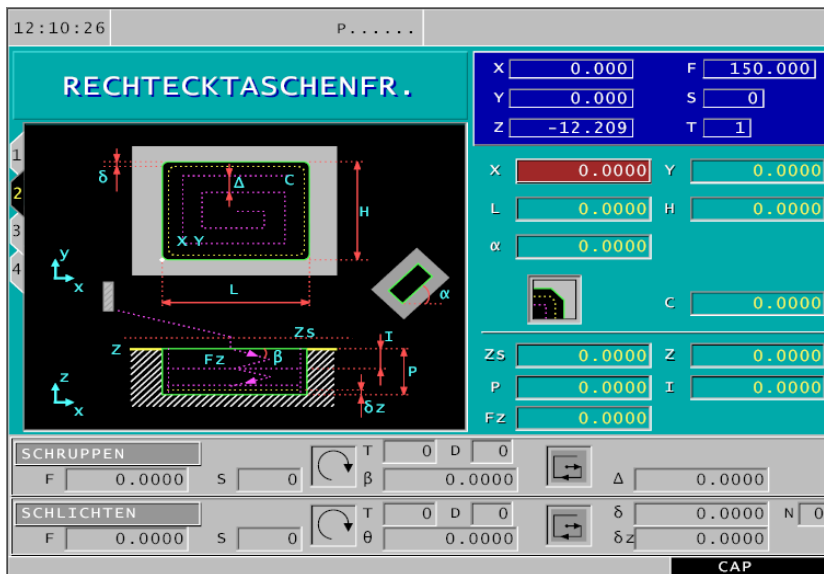 12:10:26 P......
RECHTECKTASCHENFR.
X 0.000 F 150.000
Y 0.000 S 0
Z -12.209 T 1
1
2
3
4
δ Δ C H
X Y
L
α
y
x
Z Zs I
Fz β P
δz
z
x
X 0.0000 Y 0.0000
L 0.0000 H 0.0000
α 0.0000
C 0.0000
Zs 0.0000 Z 0.0000
P 0.0000 I 0.0000
Fz 0.0000
SCHRUPPEN
T 0 D 0
F 0.0000 S 0 β 0.0000 Δ 0.0000
SCHLICHTEN
T 0 D 0 δ 0.0000 N 0
F 0.0000 S 0 θ 0.0000 δz 0.0000
CAP